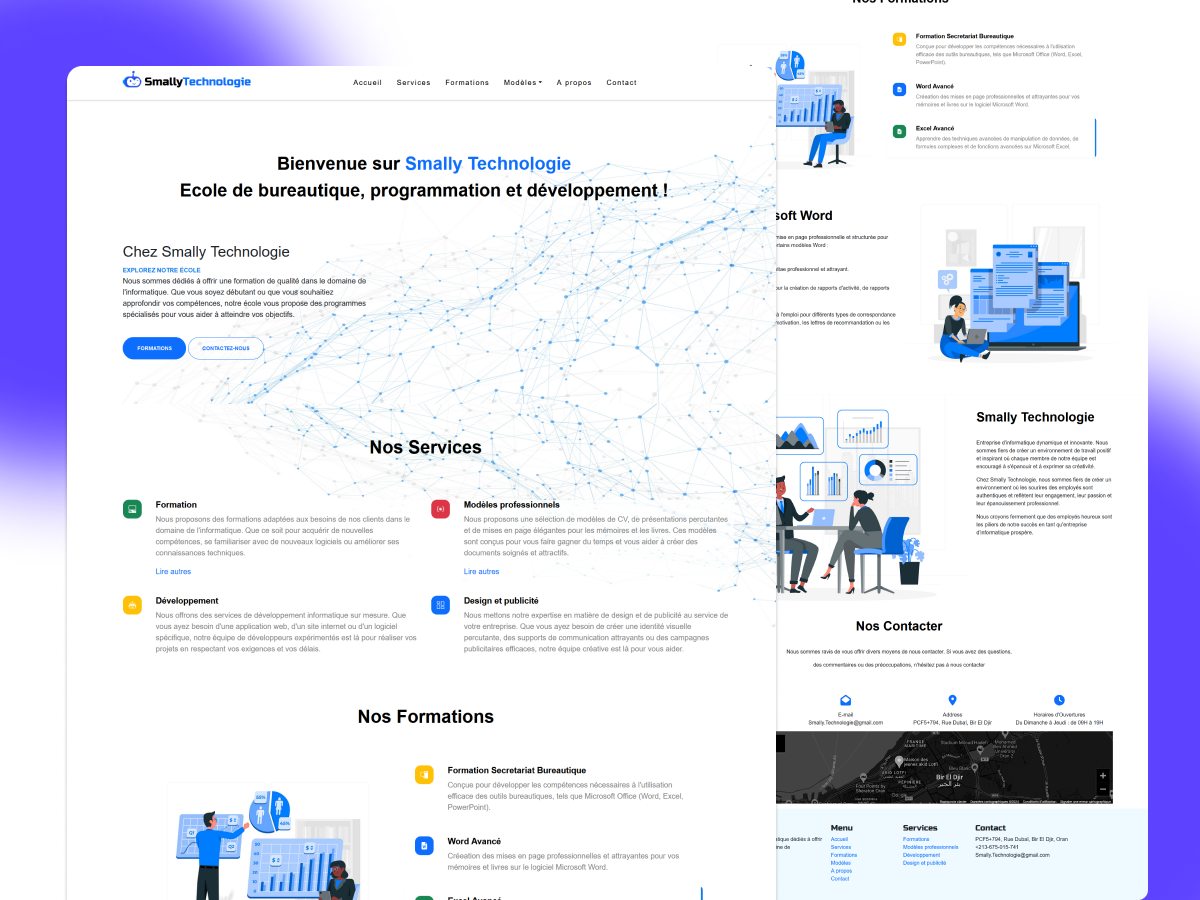 SmallyTechnologie
Accueil Services Formations Modèles A propos Contact
Bienvenue sur Smally Technologie
Ecole de bureautique, programmation et développement !
Chez Smally Technologie
EXPLOREZ NOTRE ÉCOLE
Nous sommes dédiés à offrir une formation de qualité dans le domaine de
l'informatique. Que vous soyez débutant ou que vous souhaitiez
approfondir vos compétences, notre école vous propose des programmes
spécialisés pour vous aider à atteindre vos objectifs.
FORMATIONS
CONTACTEZ-NOUS
Nos Services
Formation
Nous proposons des formations adaptées aux besoins de nos clients dans le
domaine de l'informatique. Que ce soit pour acquérir de nouvelles
compétences, se familiariser avec de nouveaux logiciels ou améliorer ses
connaissances techniques.
Lire autres
Modèles professionnels
Nous proposons une sélection de modèles de CV, de présentations percutantes
et de mises en page élégantes pour les mémoires et les livres. Ces modèles
sont conçus pour vous faire gagner du temps et vous aider à créer des
documents soignés et attractifs.
Lire autres
Développement
Nous offrons des services de développement informatique sur mesure. Que
vous ayez besoin d'une application web, d'un site internet ou d'un logiciel
spécifique, notre équipe de développeurs expérimentés est là pour réaliser vos
projets en respectant vos exigences et vos délais.
Design et publicité
Nous mettons notre expertise en matière de design et de publicité au service de
votre entreprise. Que vous ayez besoin de créer une identité visuelle
percutante, des supports de communication attrayants ou des campagnes
publicitaires efficaces, notre équipe créative est là pour vous aider.
Nos Formations
Formation Secretariat Bureautique
Conçue pour développer les compétences nécessaires à l'utilisation
efficace des outils bureautiques, tels que Microsoft Office (Word, Excel,
PowerPoint).
Word Avancé
Créeation des mises en page professionnelles et attrayantes pour vos
mémoires et livres sur le logiciel Microsoft Word.
Excel Avancé
Nos Formations
Formation Secretariat Bureautique
Conçue pour développer les compétences nécessaires à l'utilisation
efficace des outils bureautiques, tels que Microsoft Office (Word, Excel,
PowerPoint).
Word Avancé
Créeation des mises en page professionnelles et attrayantes pour vos
mémoires et livres sur le logiciel Microsoft Word.
Excel Avancé
Apprendre des techniques avancées de manipulation de données, de
formules complexes et de fonctions avancées sur Microsoft Excel.
soft Word
mise en page professionnelle et structurée pour
rtains modèles Word :
itae professionnel et attrayant.
our la création de rapports d'activité, de rapports
à l'emploi pour différents types de correspondance
motivation, les lettres de recommandation ou les
Smally Technologie
Entreprise d'informatique dynamique et innovante. Nous
sommes fiers de créer un environnement de travail positif
et inspirant où chaque membre de notre équipe est
encouragé à s'épanouir et à exprimer sa créativité.
Chez Smally Technologie, nous sommes fiers de créer un
environnement où les sourires des employés sont
authentiques et reflètent leur engagement, leur passion et
leur épanouissement professionnel.
Nous croyons fermement que des employés heureux sont
les piliers de notre succès en tant qu'entreprise
d'informatique prospère.
Nos Contacter
Nous sommes ravis de vous offrir divers moyens de nous contacter. Si vous avez des questions,
des commentaires ou des préoccupations, n'hésitez pas à nous contacter
E-mail
Smally.Technologie@gmail.com
Address
PCF5+794, Rue Dubai, Bir El Djir
Horaires d'Ouvertures
Du Dimanche à Jeudi : de 09H à 19H
FRANCE
MARITIME
Maison des
jeunes akid Lotfi
AKID LOTFI
PÉPINIÈRE
Bir El Djir
بئر الجير
Four Points by
Sheraton Oran
+
−
tique dédiés à offrir
ine de
Menu
Accueil
Services
Formations
Modèles
A propos
Contact
Services
Formations
Modèles professionnels
Développement
Design et publicité
Contact
PCF5+794, Rue Dubai, Bir El Djir, Oran
+213-675-915-741
Smally.Technologie@gmail.com